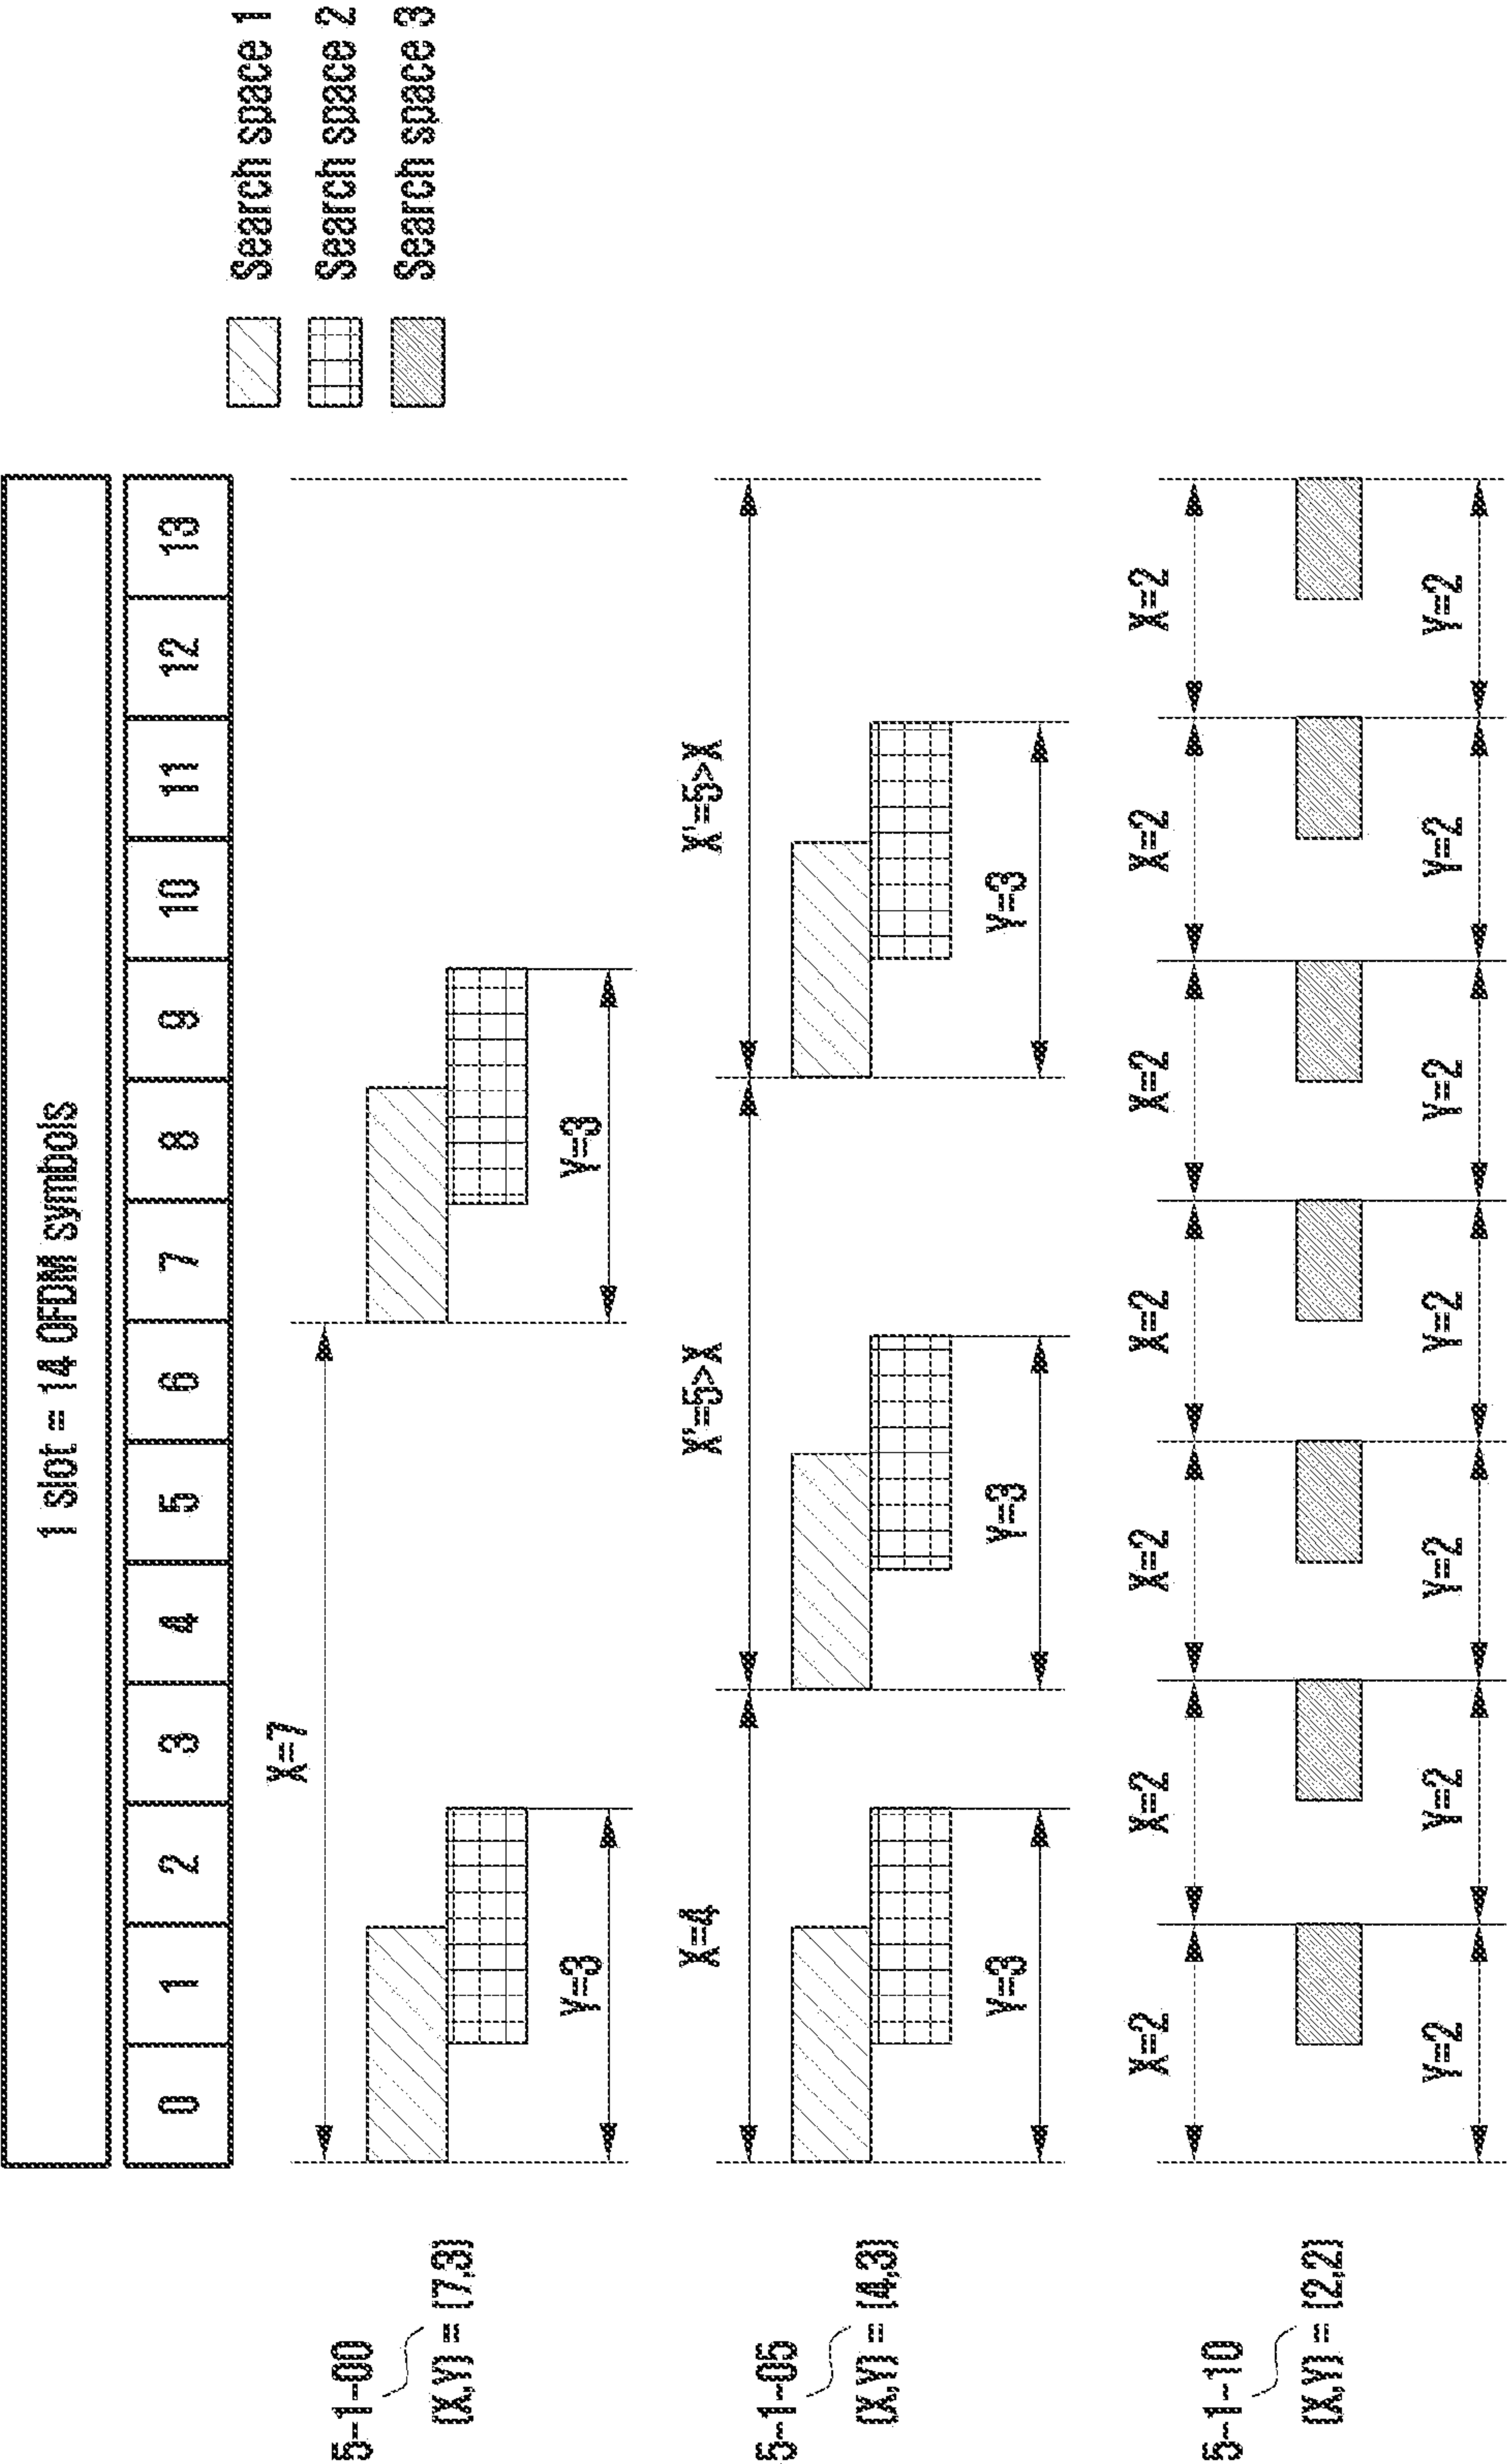 1 slot = 14 OFDM symbols
0 1 2 3 4 5 6 7 8 9 10 11 12 13
Search space 1
Search space 2
Search space 3
5-1-00
(X,Y) = (7,3)
X=7
Y=3 Y=3
5-1-05
(X,Y) = (4,3)
X=4 X'=5>X X'=5>X
Y=3 Y=3 Y=3
5-1-10
(X,Y) = (2,2)
X=2 X=2 X=2 X=2 X=2 X=2 X=2
Y=2 Y=2 Y=2 Y=2 Y=2 Y=2 Y=2